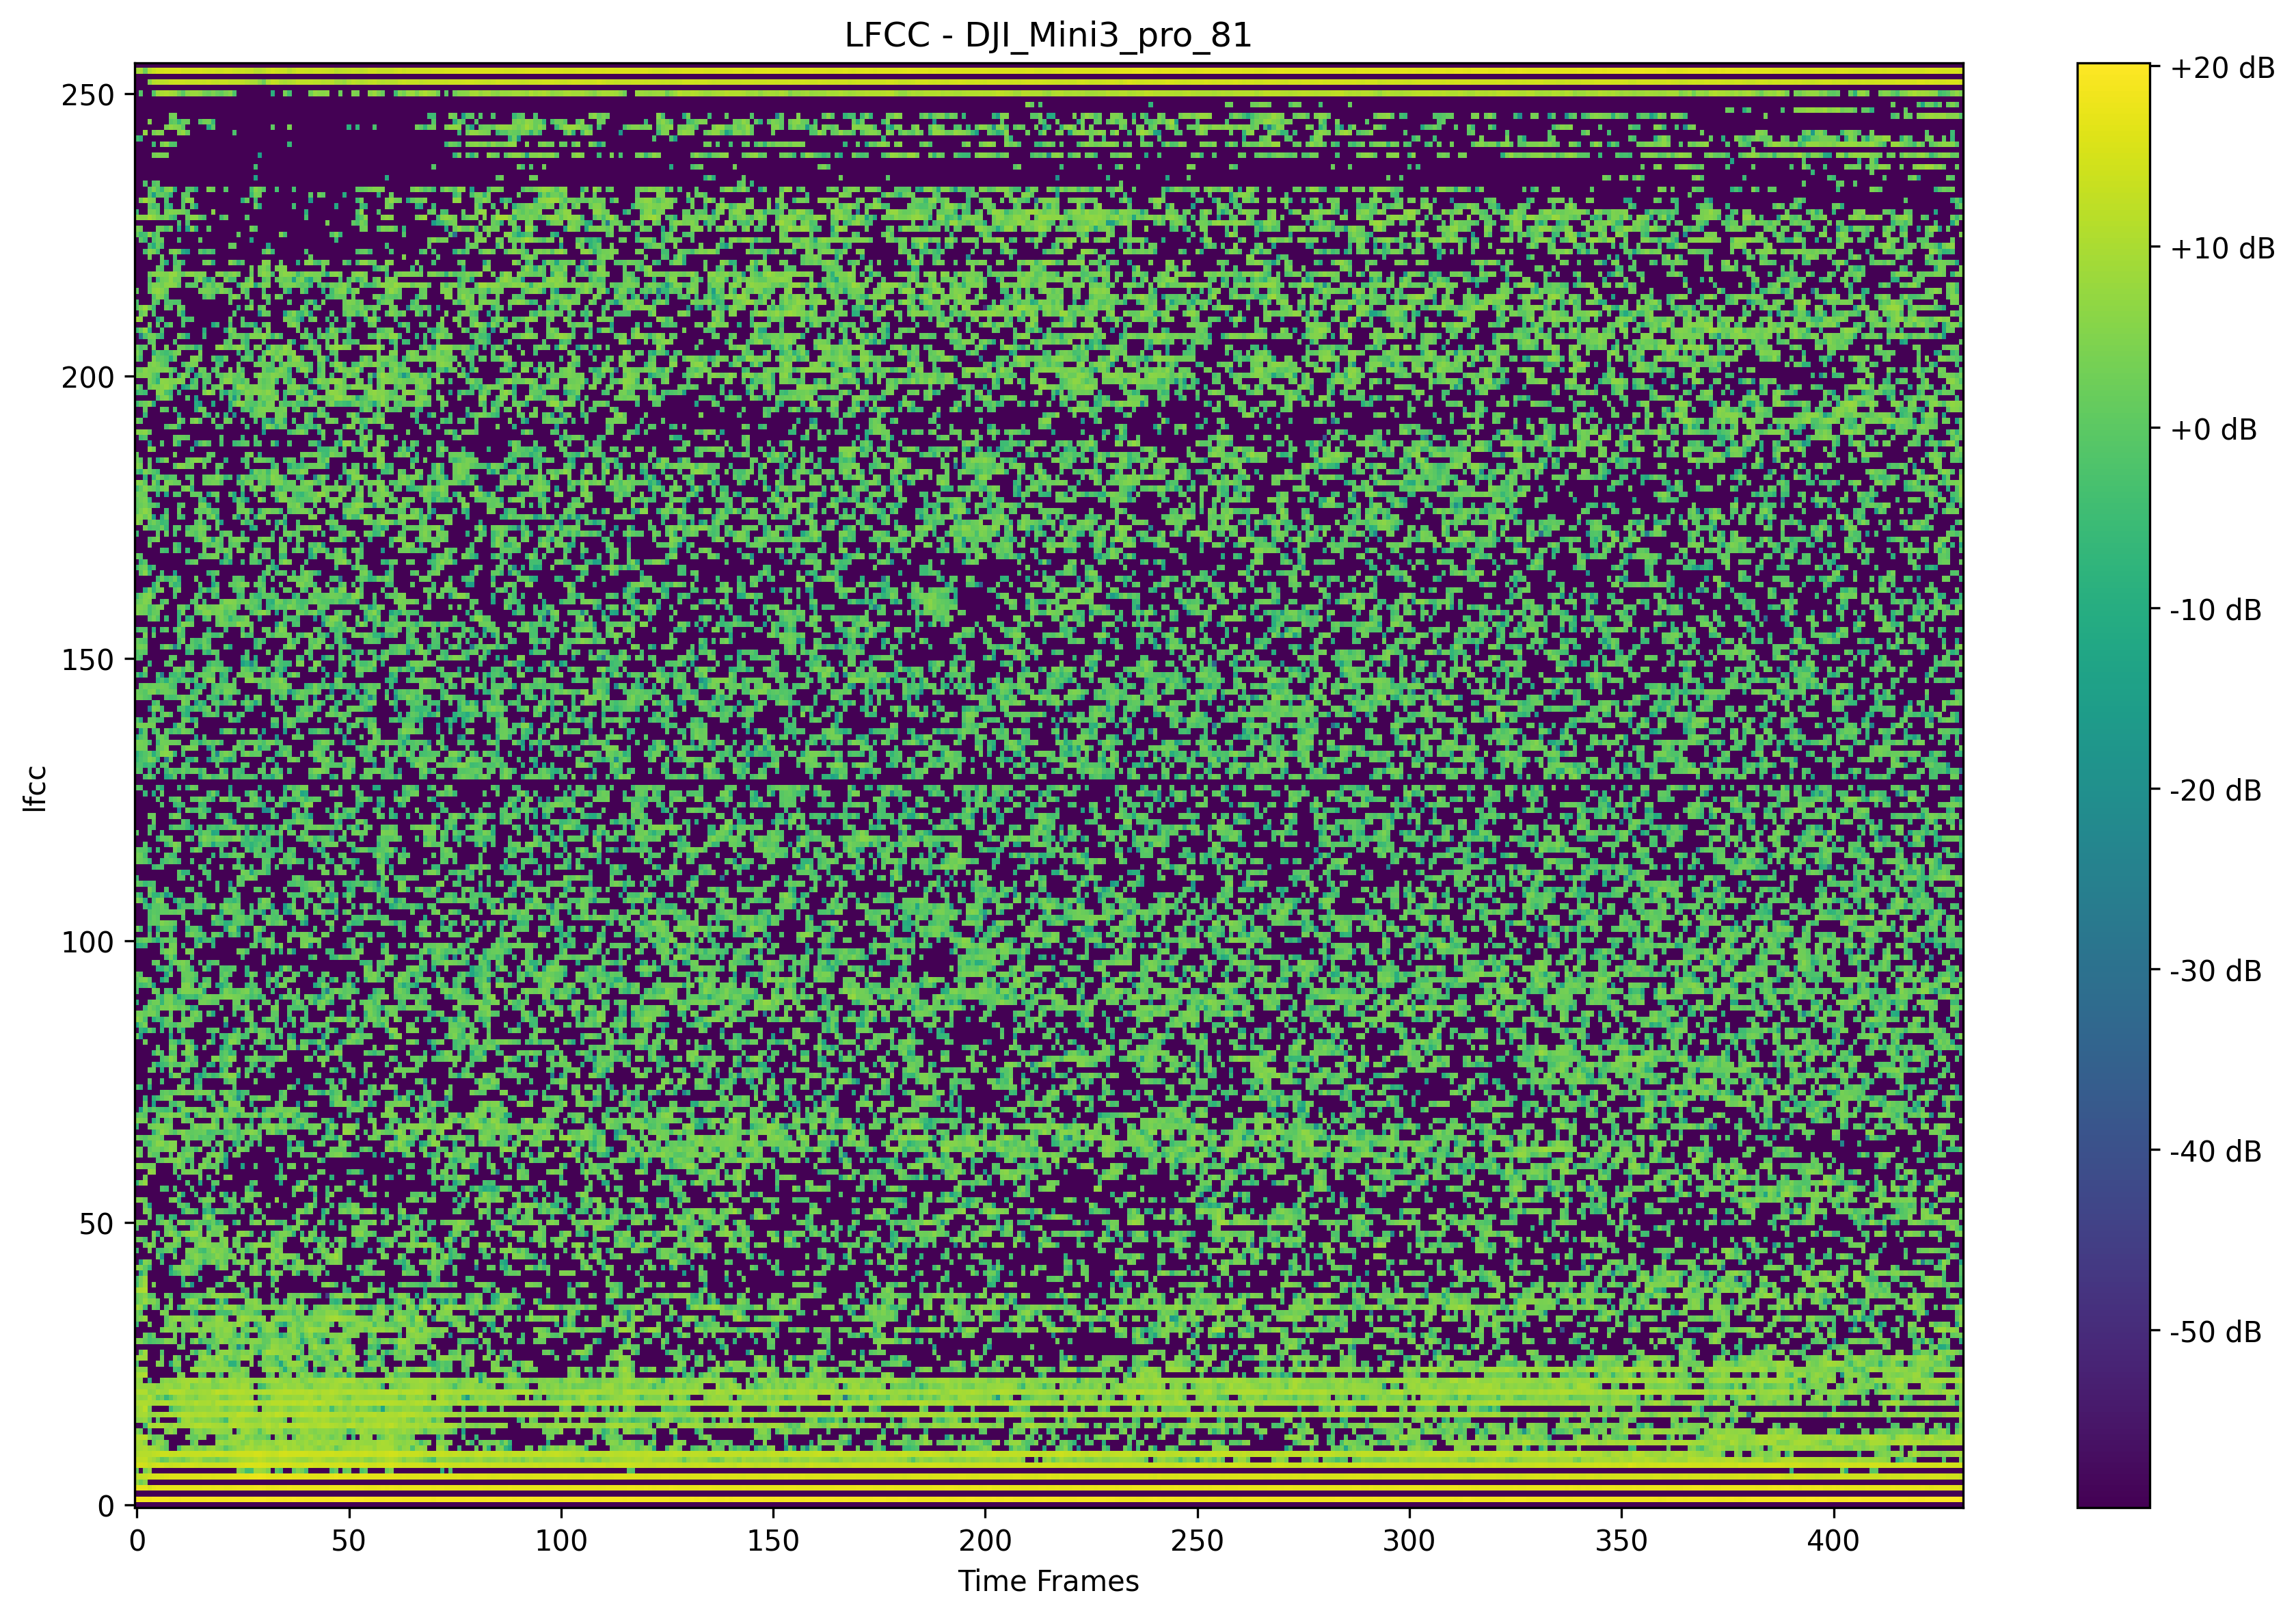 LFCC - DJI_Mini3_pro_81
250
200
150
100
50
0
lfcc
0 50 100 150 200 250 300 350 400
Time Frames
+20 dB
+10 dB
+0 dB
-10 dB
-20 dB
-30 dB
-40 dB
-50 dB